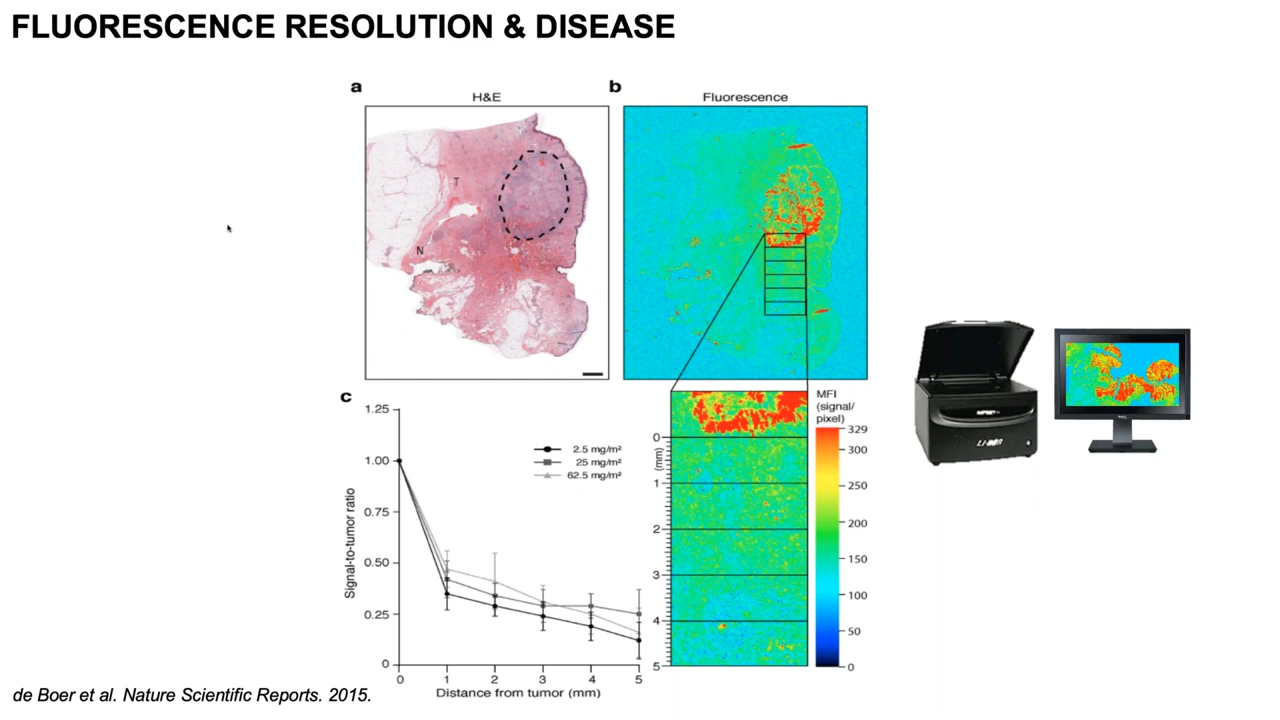 FLUORESCENCE RESOLUTION & DISEASE
a
H&E
T
N
b
Fluorescence
c
1.25
1.00
0.75
0.50
0.25
0
Signal-to-tumor ratio
2.5 mg/m²
25 mg/m²
62.5 mg/m²
0 1 2 3 4 5
Distance from tumor (mm)
0
1
2
3
4
5
(mm)
MFI
(signal/
pixel)
329
300
250
200
150
100
50
0
LI-COR
DELL
de Boer et al. Nature Scientific Reports. 2015.